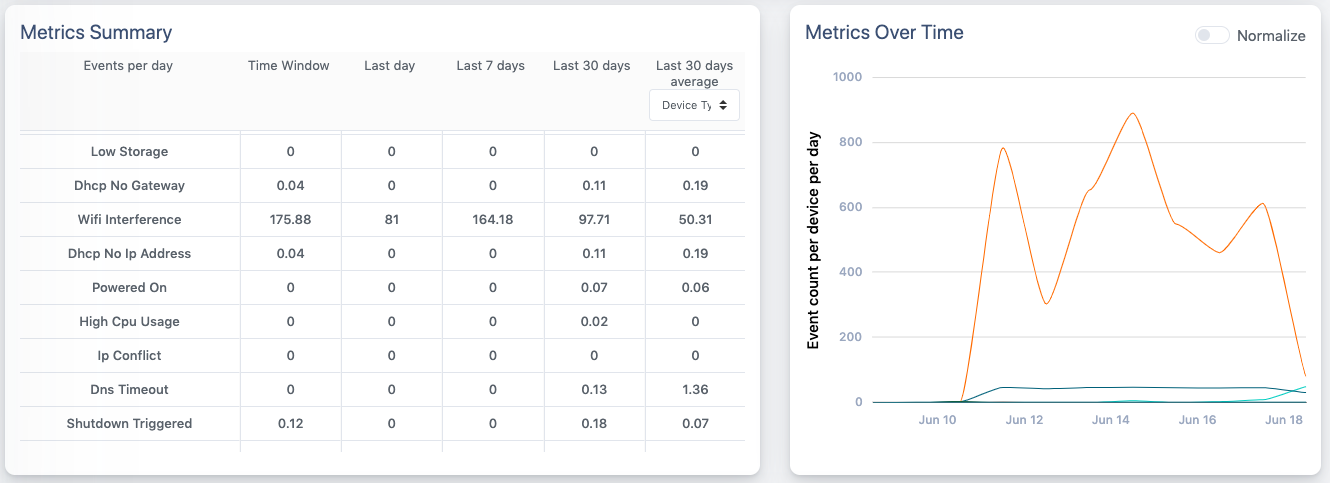 Metrics Summary
Events per day Time Window Last day Last 7 days Last 30 days Last 30 days
average
Device Ty
Low Storage 0 0 0 0 0
Dhcp No Gateway 0.04 0 0 0.11 0.19
Wifi Interference 175.88 81 164.18 97.71 50.31
Dhcp No Ip Address 0.04 0 0 0.11 0.19
Powered On 0 0 0 0.07 0.06
High Cpu Usage 0 0 0 0.02 0
Ip Conflict 0 0 0 0 0
Dns Timeout 0 0 0 0.13 1.36
Shutdown Triggered 0.12 0 0 0.18 0.07
Metrics Over Time
Normalize
Event count per device per day
1000
800
600
400
200
0
Jun 10 Jun 12 Jun 14 Jun 16 Jun 18